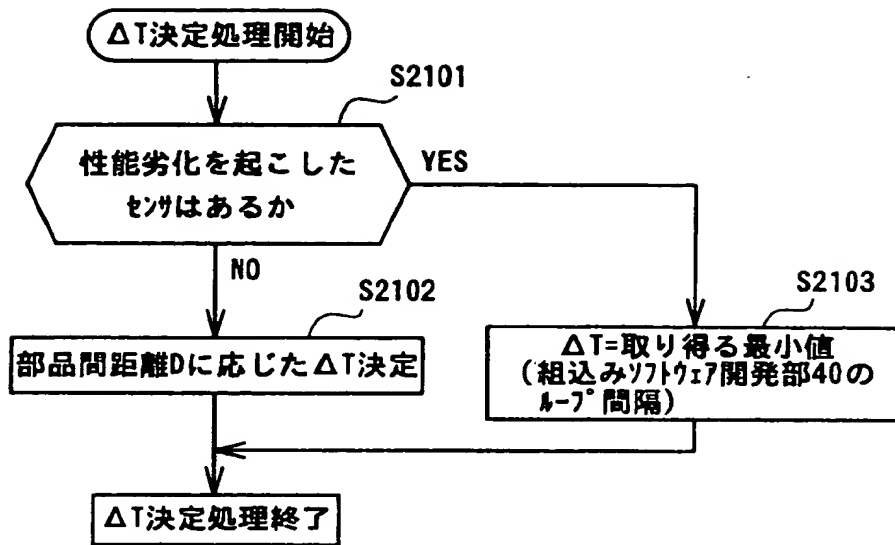 ΔT決定処理開始
S2101
性能劣化を起こした
ｾﾝｻはあるか
YES
NO
S2102
部品間距離Dに応じたΔT決定
S2103
ΔT=取り得る最小値
(組込みｿﾌﾄｳｪｱ開発部40の
ﾙｰﾌﾟ間隔)
ΔT決定処理終了